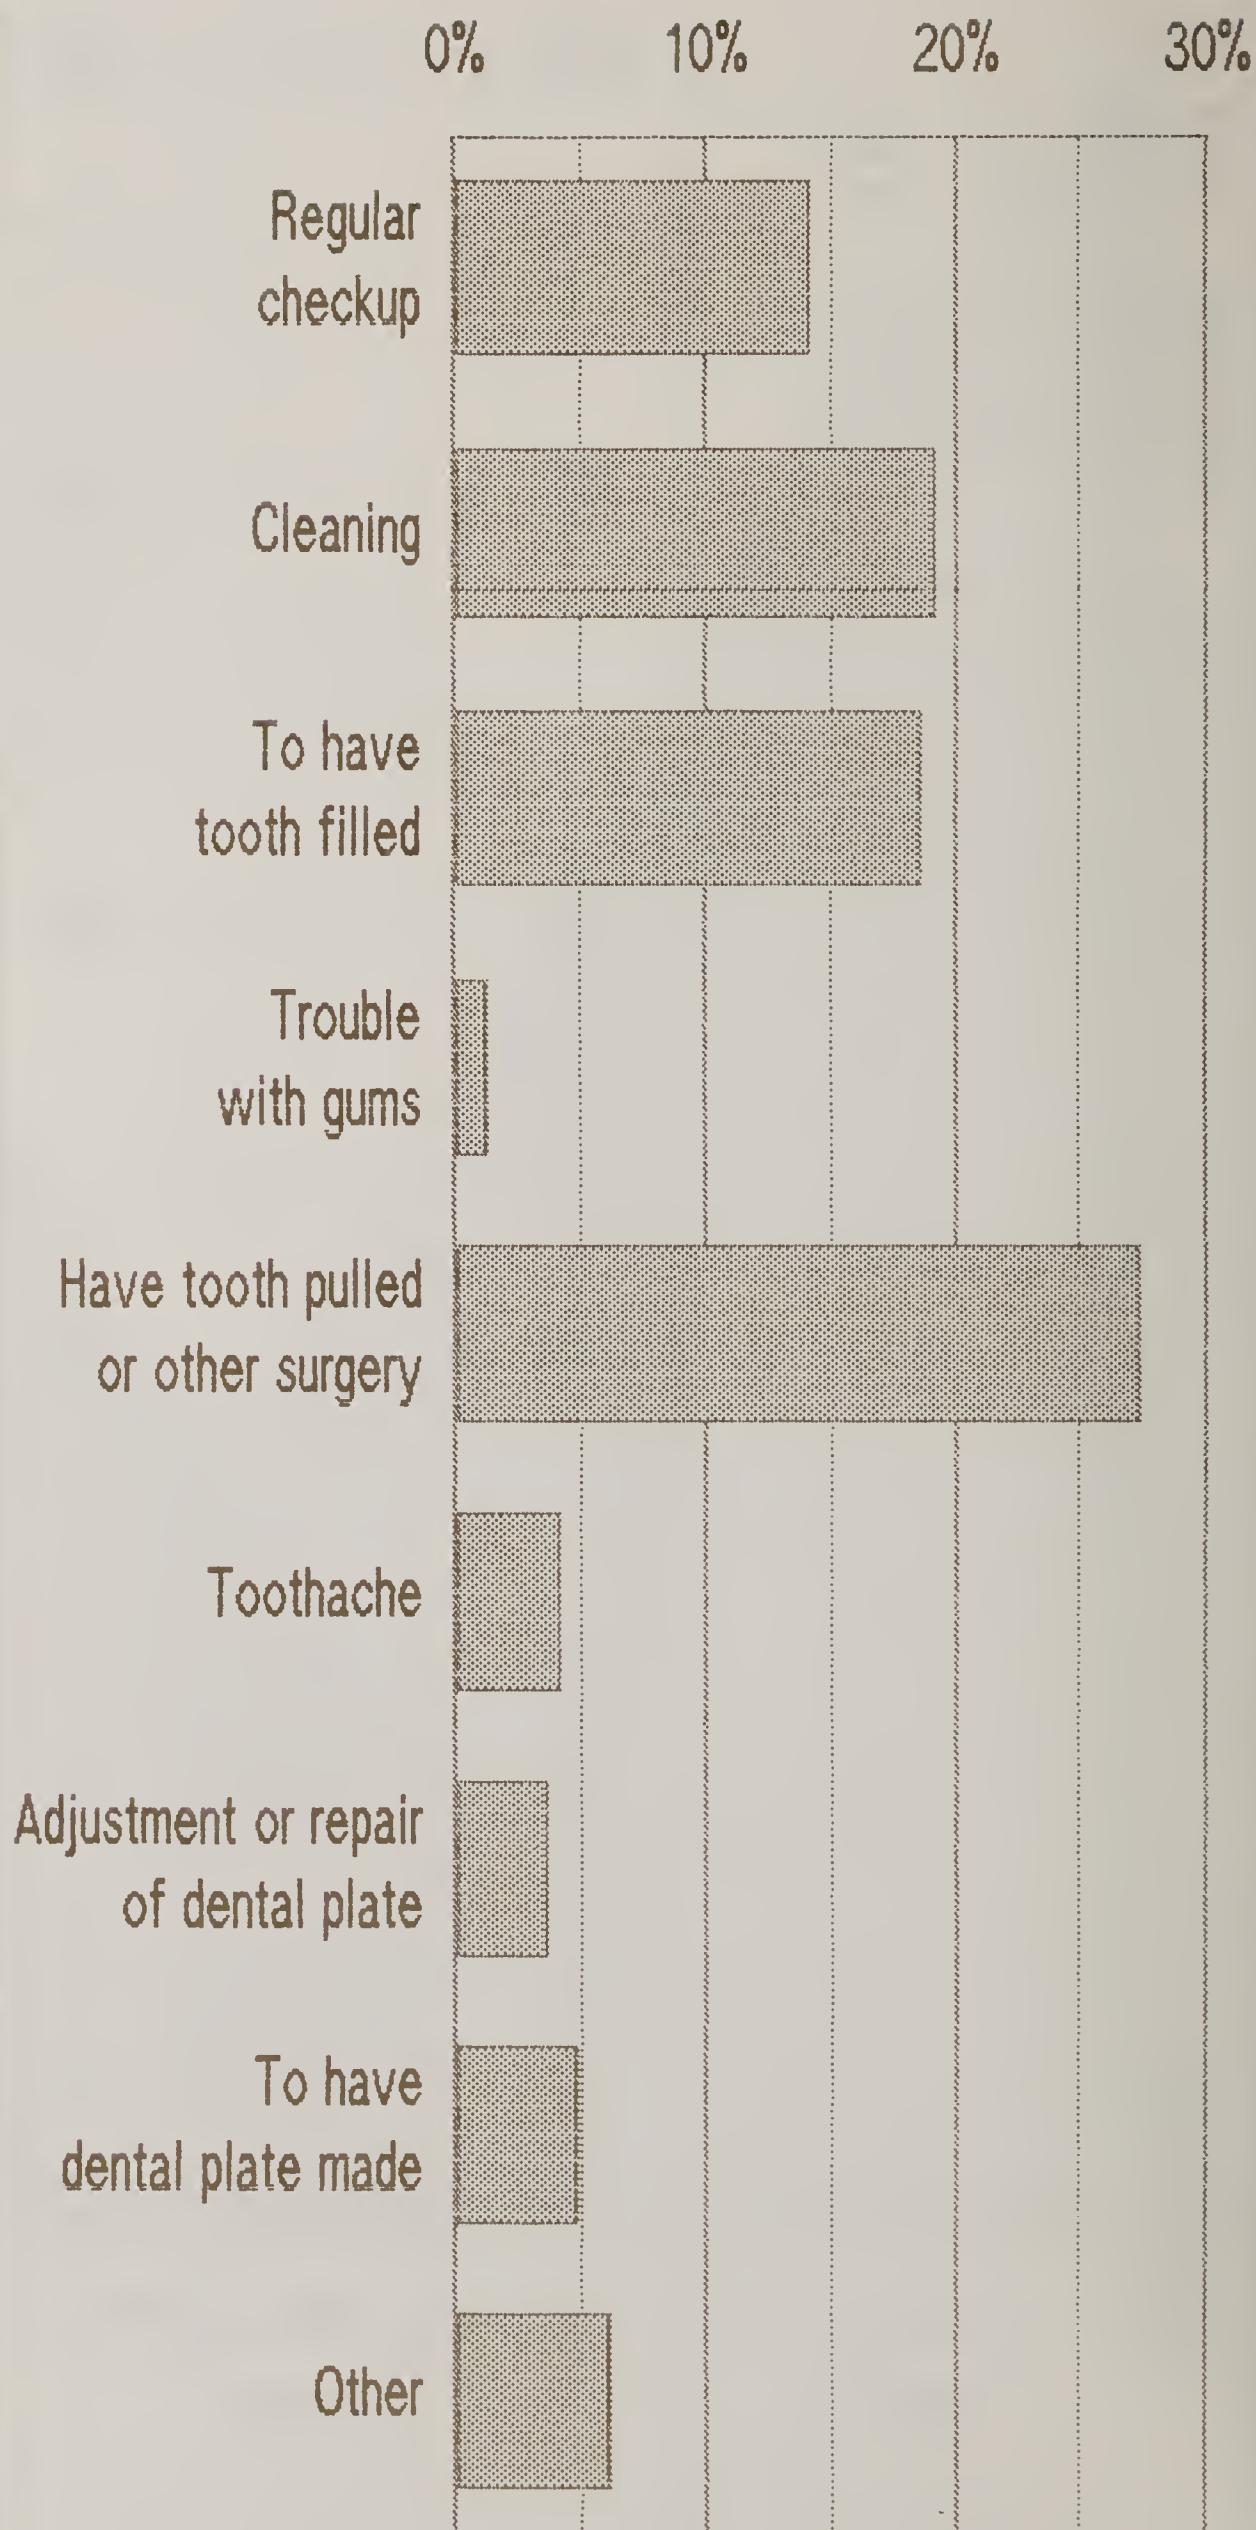 0% 10% 20% 30%
Regular
checkup
Cleaning
To have
tooth filled
Trouble
with gums
Have tooth pulled
or other surgery
Toothache
Adjustment or repair
of dental plate
To have
dental plate made
Other